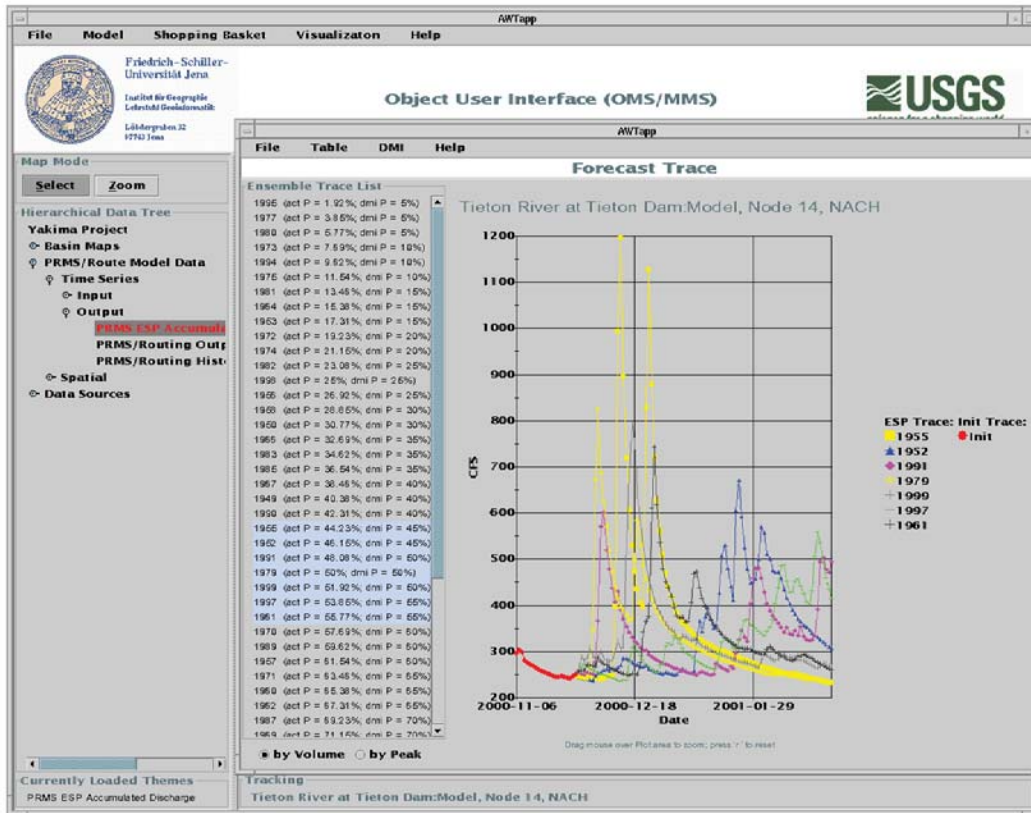 AWTapp
File Model Shopping Basket Visualizaton Help
Friedrich-Schiller-
Universität Jena
Institut für Geographie
Lehrstuhl Geoinformatik
Löbdergraben 32
07743 Jena
Object User Interface (OMS/MMS)
USGS
AWTapp
File Table DMI Help
Forecast Trace
Map Mode
Select Zoom
Hierarchical Data Tree
Yakima Project
Basin Maps
PRMS/Route Model Data
Time Series
Input
Output
PRMS ESP Accumula
PRMS/Routing Outp
PRMS/Routing Hist
Spatial
Data Sources
Currently Loaded Themes
PRMS ESP Accumulated Discharge
Ensemble Trace List
1996 (act P = 1.92%; dmi P = 5%)
1977 (act P = 3.85%; dmi P = 5%)
1980 (act P = 5.77%; dmi P = 5%)
1973 (act P = 7.69%; dmi P = 10%)
1994 (act P = 9.62%; dmi P = 10%)
1975 (act P = 11.54%; dmi P = 10%)
1981 (act P = 13.46%; dmi P = 15%)
1954 (act P = 15.38%; dmi P = 15%)
1953 (act P = 17.31%; dmi P = 15%)
1972 (act P = 19.23%; dmi P = 20%)
1974 (act P = 21.15%; dmi P = 20%)
1982 (act P = 23.08%; dmi P = 25%)
1998 (act P = 25%; dmi P = 25%)
(act P = 26.92%; dmi P = 25%)
(act P = 28.85%; dmi P = 30%)
(act P = 30.77%; dmi P = 30%)
(act P = 32.69%; dmi P = 35%)
1983 (act P = 34.62%; dmi P = 35%)
(act P = 36.54%; dmi P = 35%)
(act P = 38.46%; dmi P = 40%)
1949 (act P = 40.38%; dmi P = 40%)
1990 (act P = 42.31%; dmi P = 40%)
1955 (act P = 44.23%; dmi P = 45%)
1952 (act P = 46.15%; dmi P = 45%)
1991 (act P = 48.08%; dmi P = 50%)
1979 (act P = 50%; dmi P = 50%)
1999 (act P = 51.92%; dmi P = 50%)
1997 (act P = 53.85%; dmi P = 55%)
1961 (act P = 55.77%; dmi P = 55%)
1970 (act P = 57.69%; dmi P =
1989 (act P = 59.62%; dmi P =
(act P = 61.54%; dmi P =
1971 (act P = 63.46%; dmi P =
(act P = 65.38%; dmi P =
(act P = 67.31%; dmi P =
1987 (act P = 69.23%; dmi P = 70%)
(act P = 71.15%; dmi P = 70%)
by Volume by Peak
Tieton River at Tieton Dam:Model, Node 14, NACH
1200
1100
1000
900
800
700
600
500
400
300
200
CFS
2000-11-06 2000-12-18 2001-01-29
Date
ESP Trace: Init Trace:
1955 Init
1952
1991
1979
1999
1997
1961
Drag mouse over Plot area to zoom; press 'r' to reset
Tracking
Tieton River at Tieton Dam:Model, Node 14, NACH